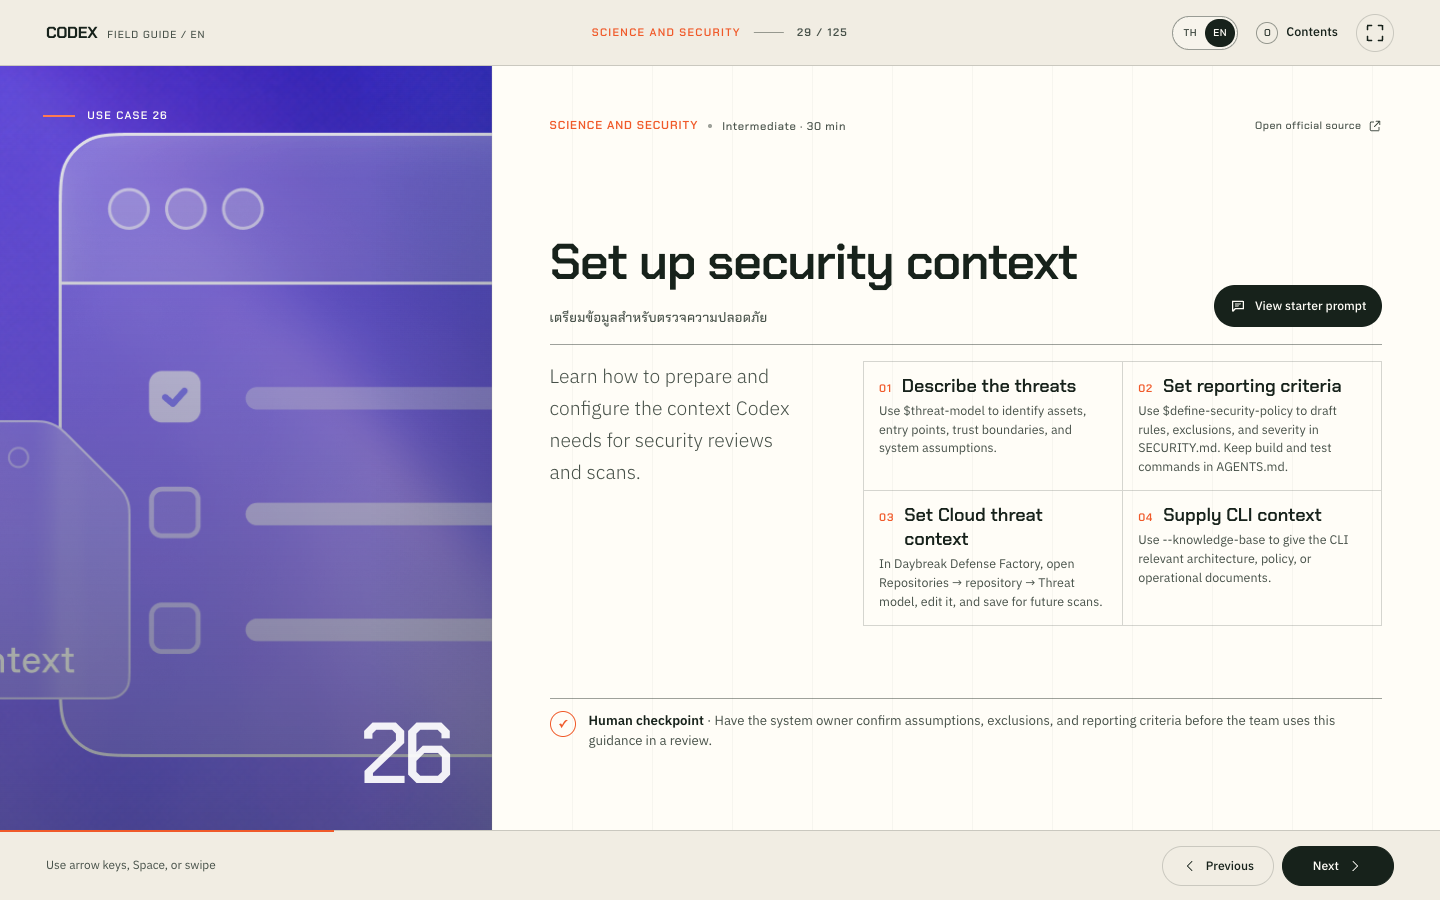 CODEX FIELD GUIDE / EN
SCIENCE AND SECURITY 29 / 125
TH EN
0 Contents
USE CASE 26
ntext
26
SCIENCE AND SECURITY • Intermediate · 30 min
Open official source
Set up security context
เตรียมข้อมูลสำหรับตรวจความปลอดภัย
View starter prompt
Learn how to prepare and
configure the context Codex
needs for security reviews
and scans.
01 Describe the threats
Use $threat-model to identify assets,
entry points, trust boundaries, and
system assumptions.
02 Set reporting criteria
Use $define-security-policy to draft
rules, exclusions, and severity in
SECURITY.md. Keep build and test
commands in AGENTS.md.
03 Set Cloud threat
context
In Daybreak Defense Factory, open
Repositories → repository → Threat
model, edit it, and save for future scans.
04 Supply CLI context
Use --knowledge-base to give the CLI
relevant architecture, policy, or
operational documents.
✓ Human checkpoint · Have the system owner confirm assumptions, exclusions, and reporting criteria before the team uses this
guidance in a review.
Use arrow keys, Space, or swipe
Previous
Next